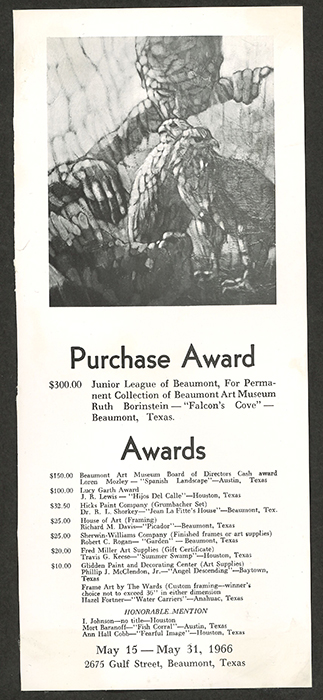 Purchase Award
$300.00 Junior League of Beaumont, For Perma-
nent Collection of Beaumont Art Museum
Ruth Borinstein — "Falcon's Cove" —
Beaumont, Texas.
Awards
$150.00 Beaumont Art Museum Board of Directors Cash award
Loren Mozley — "Spanish Landscape"—Austin, Texas
$100.00 Lucy Garth Award
J. R. Lewis — "Hijos Del Calle"—Houston, Texas
$32.50 Hicks Paint Company (Grumbacher Set)
Dr. R. L. Shorkey—"Jean La Fitte's House"—Beaumont, Tex.
$25.00 House of Art (Framing)
Richard M. Davis—"Picador"—Beaumont, Texas
$25.00 Sherwin-Williams Company (Finished frames or art supplies)
Robert C. Rogan— "Garden" — Beaumont, Texas
$20.00 Fred Miller Art Supplies (Gift Certificate)
Travis G. Keese—"Summer Swamp"—Houston, Texas
$10.00 Glidden Paint and Decorating Center (Art Supplies)
Phillip J. McClendon, Jr.—"Angel Descending"—Baytown,
Texas
Frame Art by The Wards (Custom framing—winner's
choice not to exceed 36" in either dimension
Hazel Fortner—"Water Carriers"—Anahuac, Texas
HONORABLE MENTION
I. Johnson—no title—Houston
Mort Baranoff—"Fish Corral"—Austin, Texas
Ann Hall Cobb—"Fearful Image"—Houston, Texas
May 15 — May 31, 1966
2675 Gulf Street, Beaumont, Texas